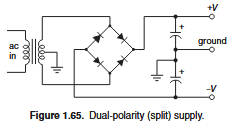 +V
+
ac
in
ground
+
−V
Figure 1.65. Dual-polarity (split) supply.